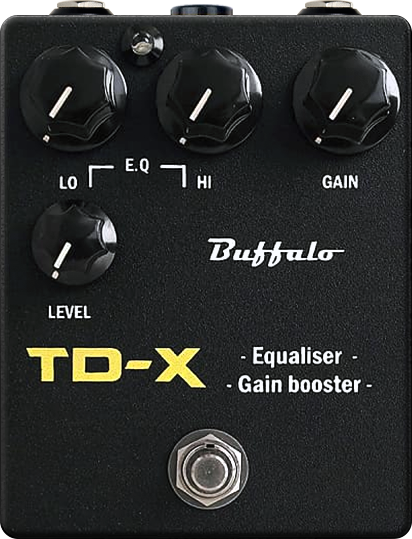 E.Q
LO HI GAIN
LEVEL
Buffalo
TD-X
- Equaliser -
- Gain booster -